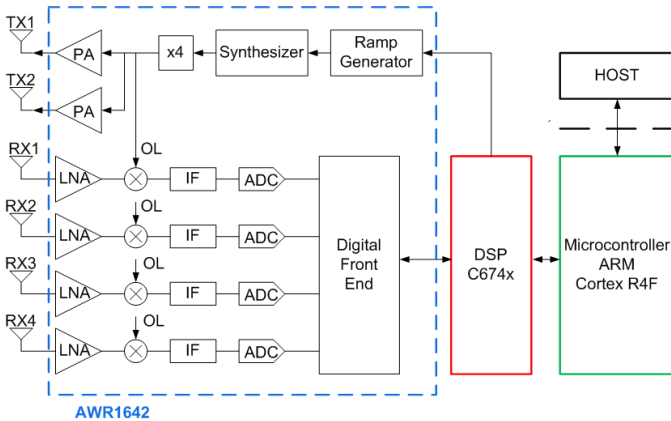 TX1
PA
x4
Synthesizer
Ramp
Generator
HOST
TX2
PA
RX1
OL
LNA
IF
ADC
RX2
OL
LNA
IF
ADC
RX3
OL
LNA
IF
ADC
RX4
OL
LNA
IF
ADC
Digital
Front
End
DSP
C674x
Microcontroller
ARM
Cortex R4F
AWR1642